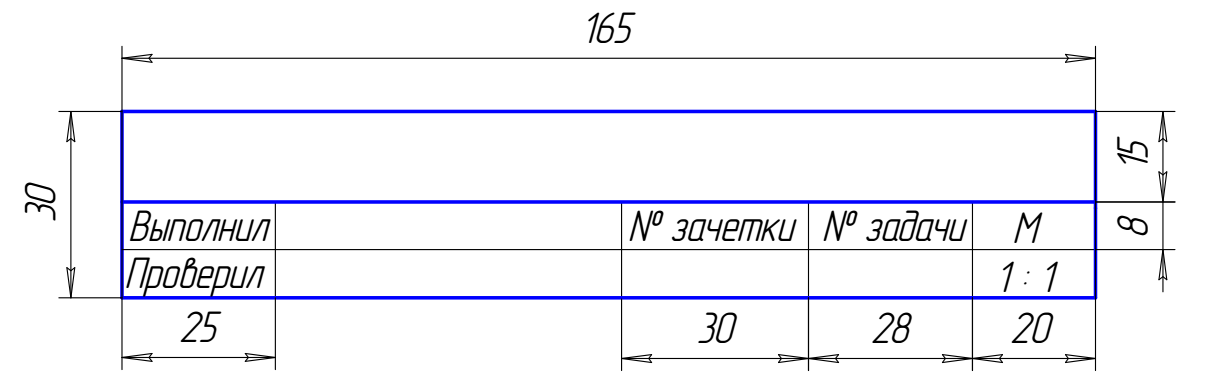 165
30
15
Выполнил № зачетки № задачи М
8
Проверил 1 : 1
25 30 28 20